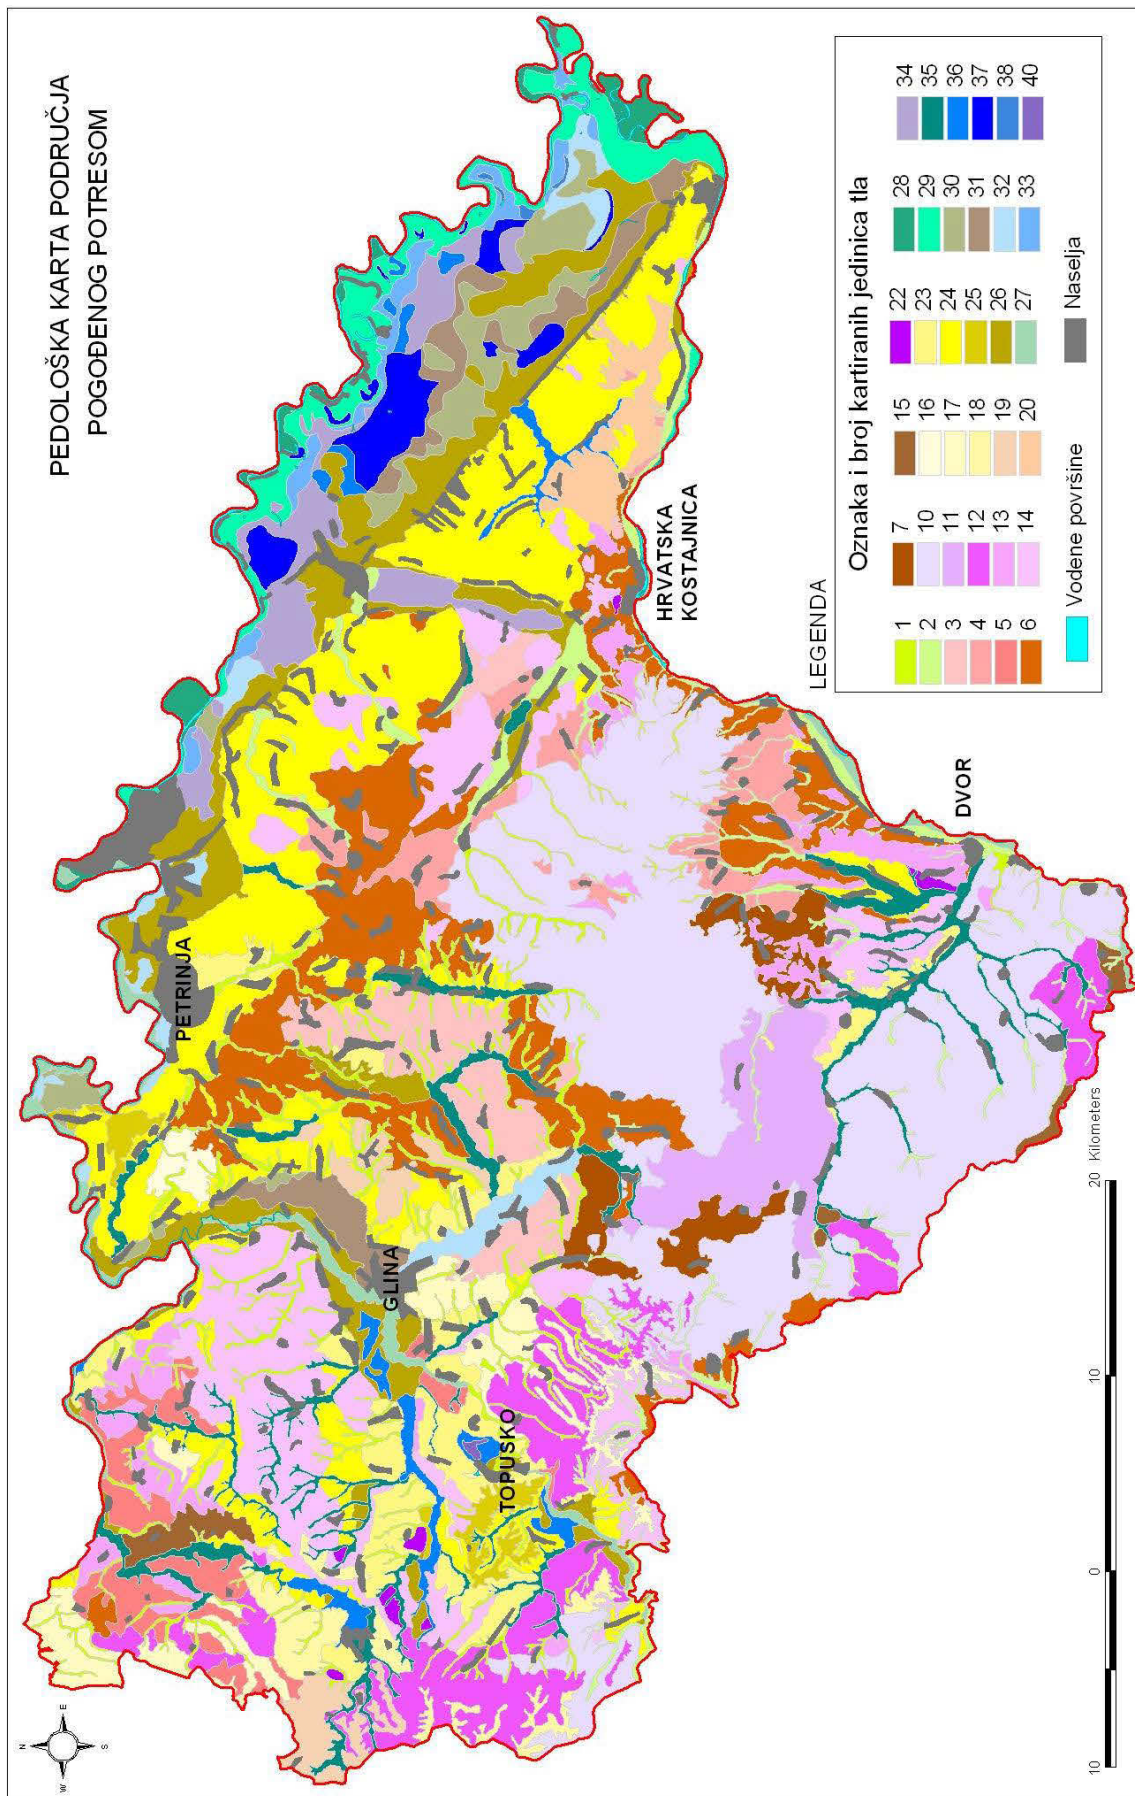 PEDOLOŠKA KARTA PODRUČJA
POGOĐENOG POTRESOM
N
W
E
S
PETRINJA
GLINA
TOPUSKO
HRVATSKA
KOSTAJNICA
DVOR
LEGENDA
Oznaka i broj kartiranih jedinica tla
1
7
15
22
28
34
2
10
16
23
29
35
3
11
17
24
30
36
4
12
18
25
31
37
5
13
19
26
32
38
6
14
20
27
33
40
Vodene površine
Naselja
10
0
10
20 Kilometers